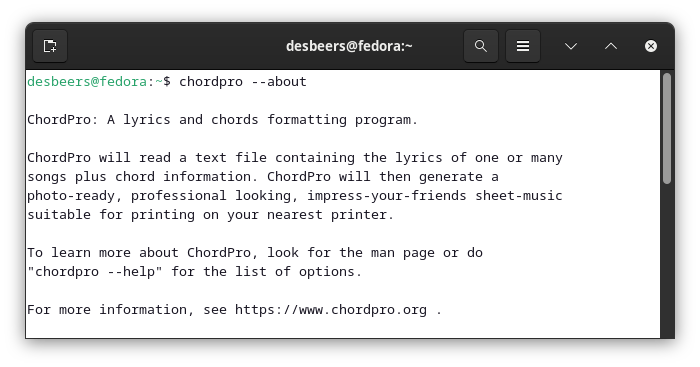 desbeers@fedora:~
desbeers@fedora:~$ chordpro --about
ChordPro: A lyrics and chords formatting program.
ChordPro will read a text file containing the lyrics of one or many
songs plus chord information. ChordPro will then generate a
photo-ready, professional looking, impress-your-friends sheet-music
suitable for printing on your nearest printer.
To learn more about ChordPro, look for the man page or do
"chordpro --help" for the list of options.
For more information, see https://www.chordpro.org .